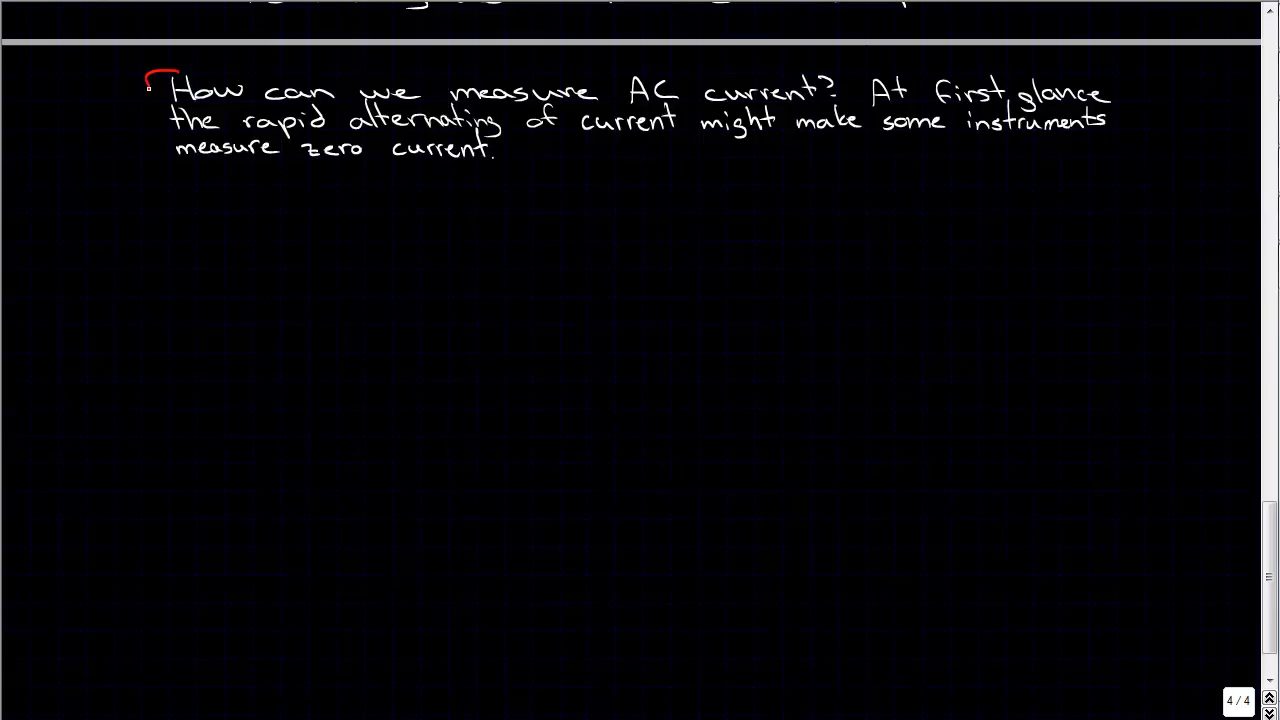 How can we measure AC current? At first glance
the rapid alternating of current might make some instruments
measure zero current.
4/4